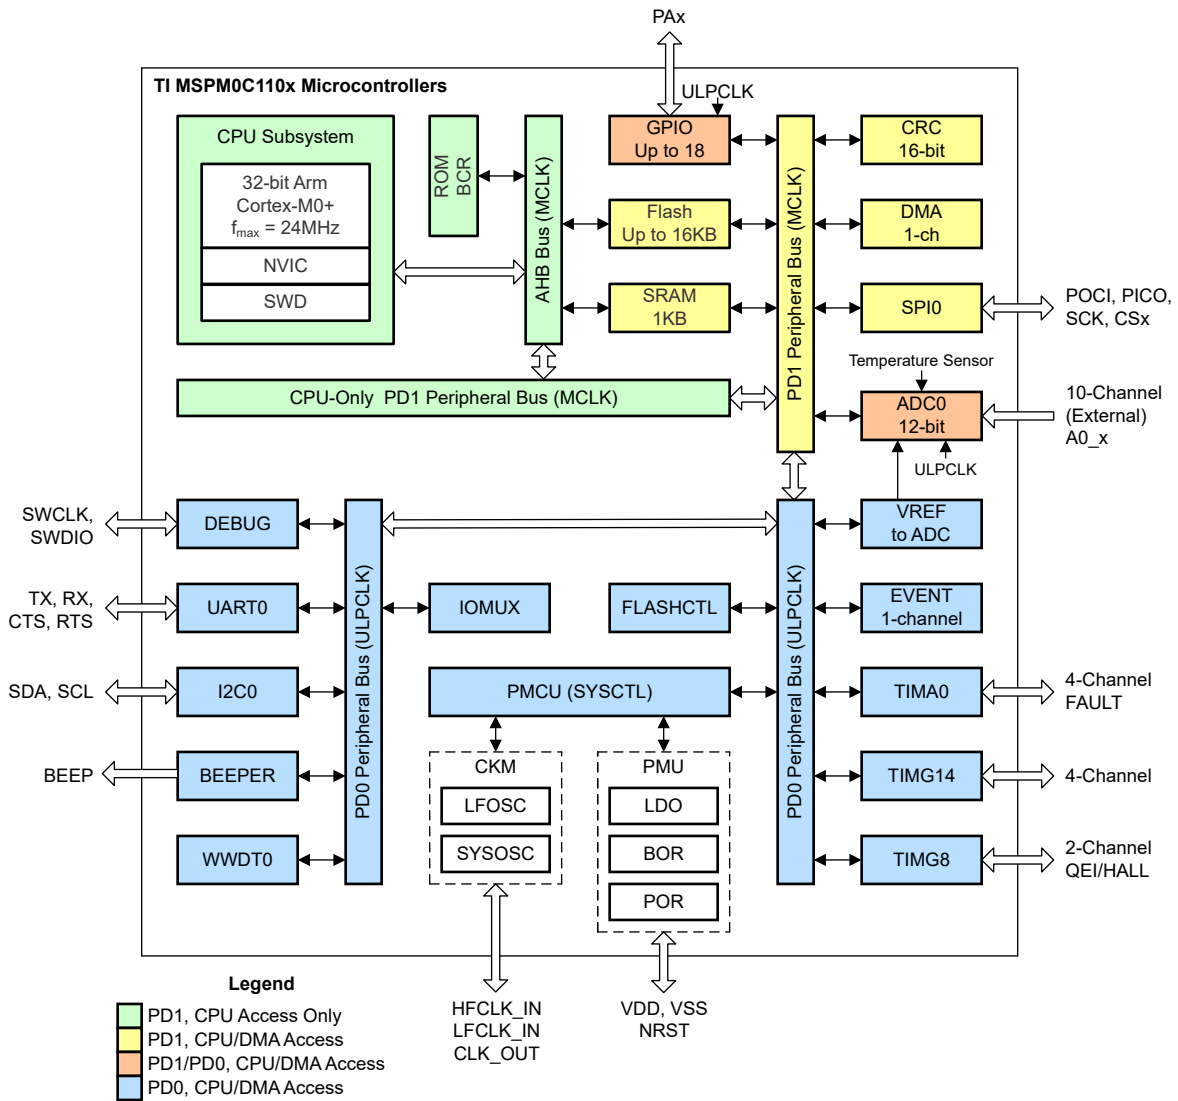 PAx
TI MSPM0C110x Microcontrollers
ULPCLK
CPU Subsystem
32-bit Arm
Cortex-M0+
fmax = 24MHz
NVIC
SWD
ROM
BCR
AHB Bus (MCLK)
GPIO
Up to 18
Flash
Up to 16KB
SRAM
1KB
PD1 Peripheral Bus (MCLK)
CRC
16-bit
DMA
1-ch
SPI0
POCI, PICO,
SCK, CSx
CPU-Only PD1 Peripheral Bus (MCLK)
Temperature Sensor
ADC0
12-bit
ULPCLK
10-Channel
(External)
A0_x
SWCLK,
SWDIO
DEBUG
TX, RX,
CTS, RTS
UART0
SDA, SCL
I2C0
BEEP
BEEPER
WWDT0
PD0 Peripheral Bus (ULPCLK)
IOMUX
FLASHCTL
PMCU (SYSCTL)
CKM
LFOSC
SYSOSC
PMU
LDO
BOR
POR
PD0 Peripheral Bus (ULPCLK)
VREF
to ADC
EVENT
1-channel
TIMA0
4-Channel
FAULT
TIMG14
4-Channel
TIMG8
2-Channel
QEI/HALL
HFCLK_IN
LFCLK_IN
CLK_OUT
VDD, VSS
NRST
Legend
PD1, CPU Access Only
PD1, CPU/DMA Access
PD1/PD0, CPU/DMA Access
PD0, CPU/DMA Access